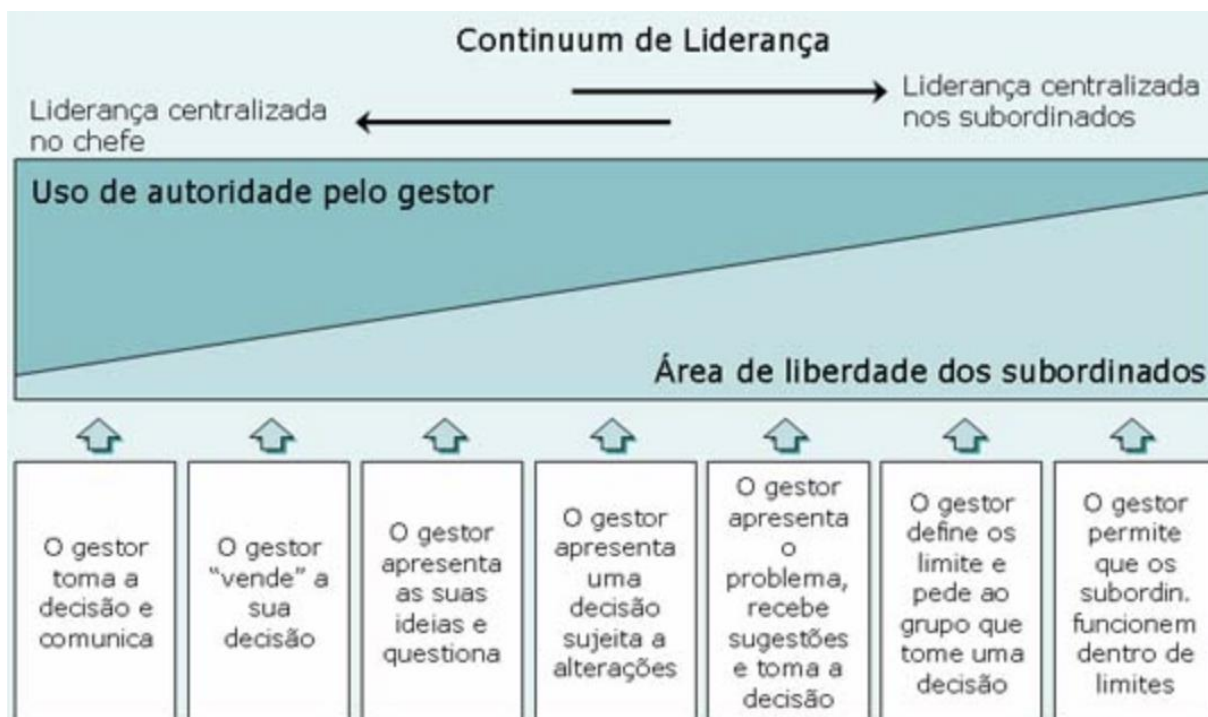 Continuum de Liderança
Liderança centralizada
no chefe
Liderança centralizada
nos subordinados
Uso de autoridade pelo gestor
Área de liberdade dos subordinados
O gestor
toma a
decisão e
comunica
O gestor
“vende” a
sua
decisão
O gestor
apresenta
as suas
ideias e
questiona
O gestor
apresenta
uma
decisão
sujeita a
alterações
O gestor
apresenta
o
problema,
recebe
sugestões
e toma a
decisão
O gestor
define os
limite e
pede ao
grupo que
tome uma
decisão
O gestor
permite
que os
subordin.
funcionem
dentro de
limites